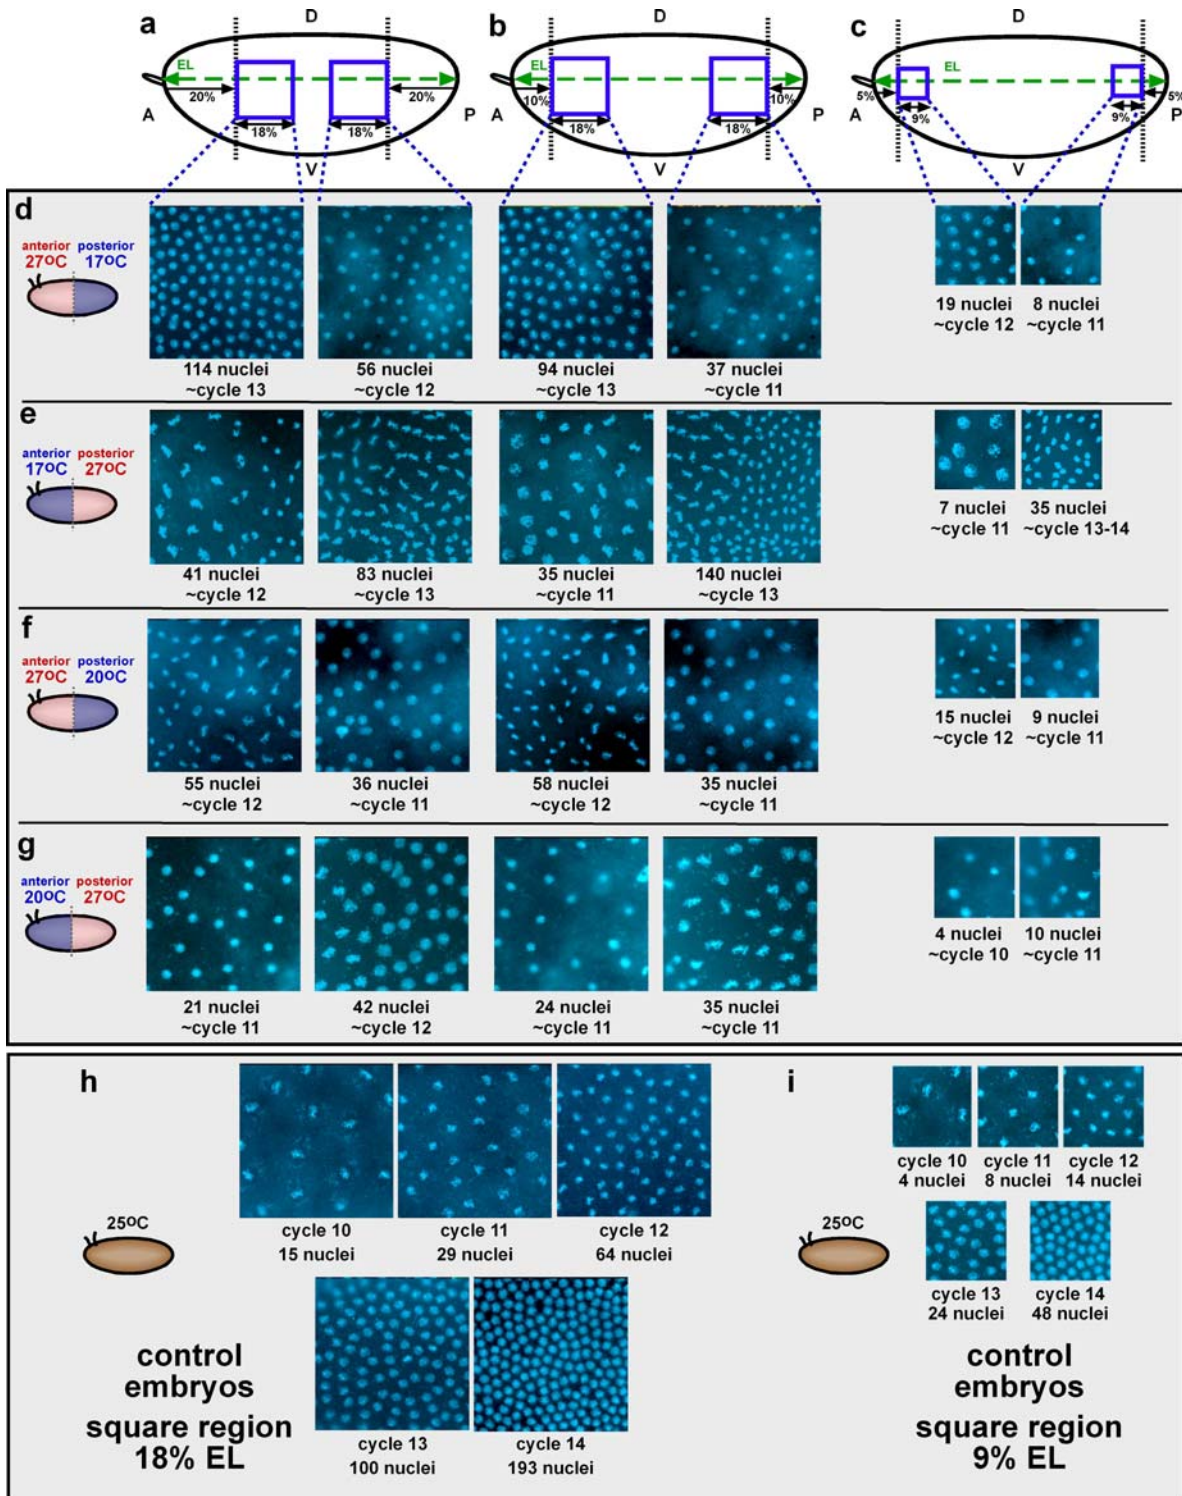 a
D
EL
20%
20%
A
P
18%
18%
V
b
D
EL
10%
10%
A
P
18%
18%
V
c
D
EL
5%
5%
A
P
9%
9%
V
d
anterior posterior
27ºC 17ºC
114 nuclei
~cycle 13
56 nuclei
~cycle 12
94 nuclei
~cycle 13
37 nuclei
~cycle 11
19 nuclei
~cycle 12
8 nuclei
~cycle 11
e
anterior posterior
17ºC 27ºC
41 nuclei
~cycle 12
83 nuclei
~cycle 13
35 nuclei
~cycle 11
140 nuclei
~cycle 13
7 nuclei
~cycle 11
35 nuclei
~cycle 13-14
f
anterior posterior
27ºC 20ºC
55 nuclei
~cycle 12
36 nuclei
~cycle 11
58 nuclei
~cycle 12
35 nuclei
~cycle 11
15 nuclei
~cycle 12
9 nuclei
~cycle 11
g
anterior posterior
20ºC 27ºC
21 nuclei
~cycle 11
42 nuclei
~cycle 12
24 nuclei
~cycle 11
35 nuclei
~cycle 11
4 nuclei
~cycle 10
10 nuclei
~cycle 11
h
25ºC
cycle 10
15 nuclei
cycle 11
29 nuclei
cycle 12
64 nuclei
cycle 13
100 nuclei
cycle 14
193 nuclei
control
embryos
square region
18% EL
i
25ºC
cycle 10
4 nuclei
cycle 11
8 nuclei
cycle 12
14 nuclei
cycle 13
24 nuclei
cycle 14
48 nuclei
control
embryos
square region
9% EL